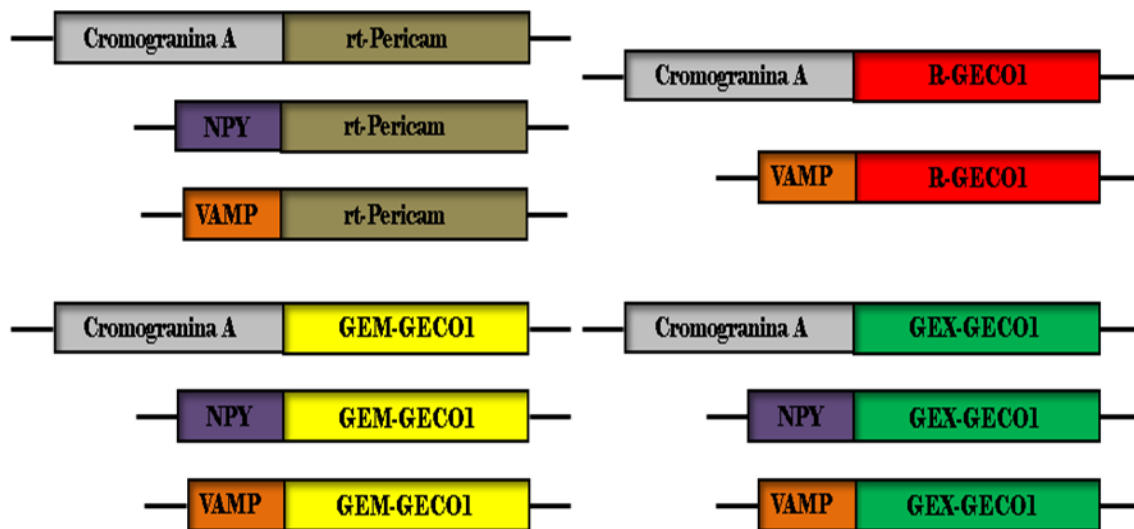 Cromogranina A rt-Pericam
NPY rt-Pericam
VAMP rt-Pericam
Cromogranina A R-GECO1
VAMP R-GECO1
Cromogranina A GEM-GECO1
NPY GEM-GECO1
VAMP GEM-GECO1
Cromogranina A GEX-GECO1
NPY GEX-GECO1
VAMP GEX-GECO1